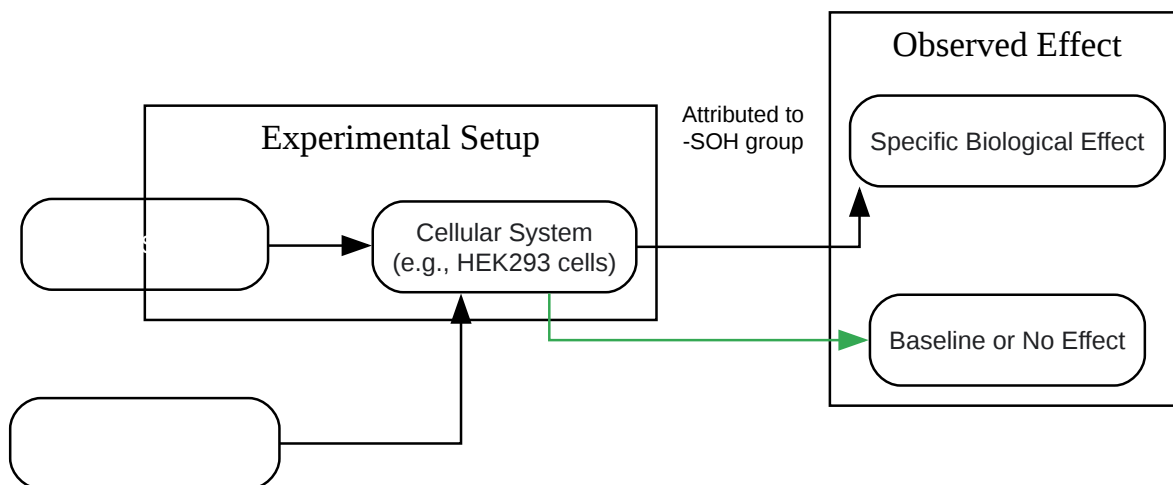 Observed Effect
Attributed to
-SOH group
Specific Biological Effect
Experimental Setup
Cellular System
(e.g., HEK293 cells)
Baseline or No Effect